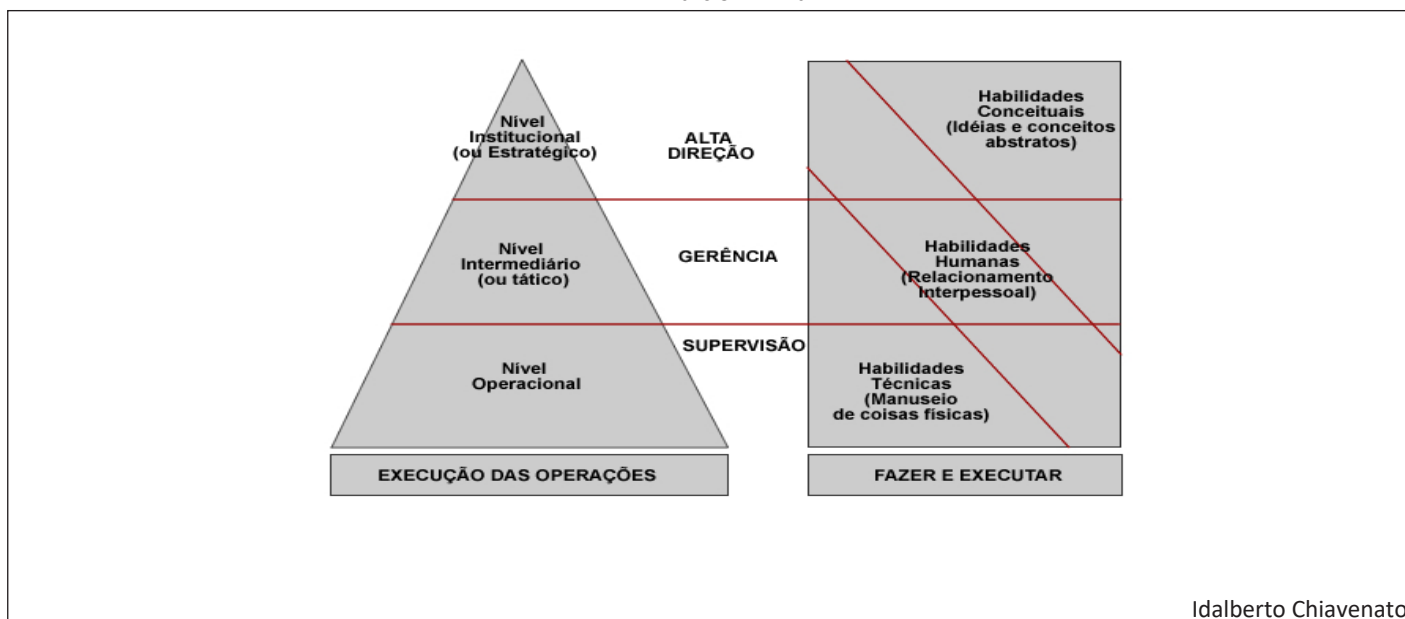 Nível
Institucional
(ou Estratégico)
ALTA
DIREÇÃO
Habilidades
Conceituais
(Idéias e conceitos
abstratos)
Nível
Intermediário
(ou tático)
GERÊNCIA
Habilidades
Humanas
(Relacionamento
Interpessoal)
SUPERVISÃO
Nível
Operacional
Habilidades
Técnicas
(Manuseio
de coisas físicas)
EXECUÇÃO DAS OPERAÇÕES
FAZER E EXECUTAR
Idalberto Chiavenato